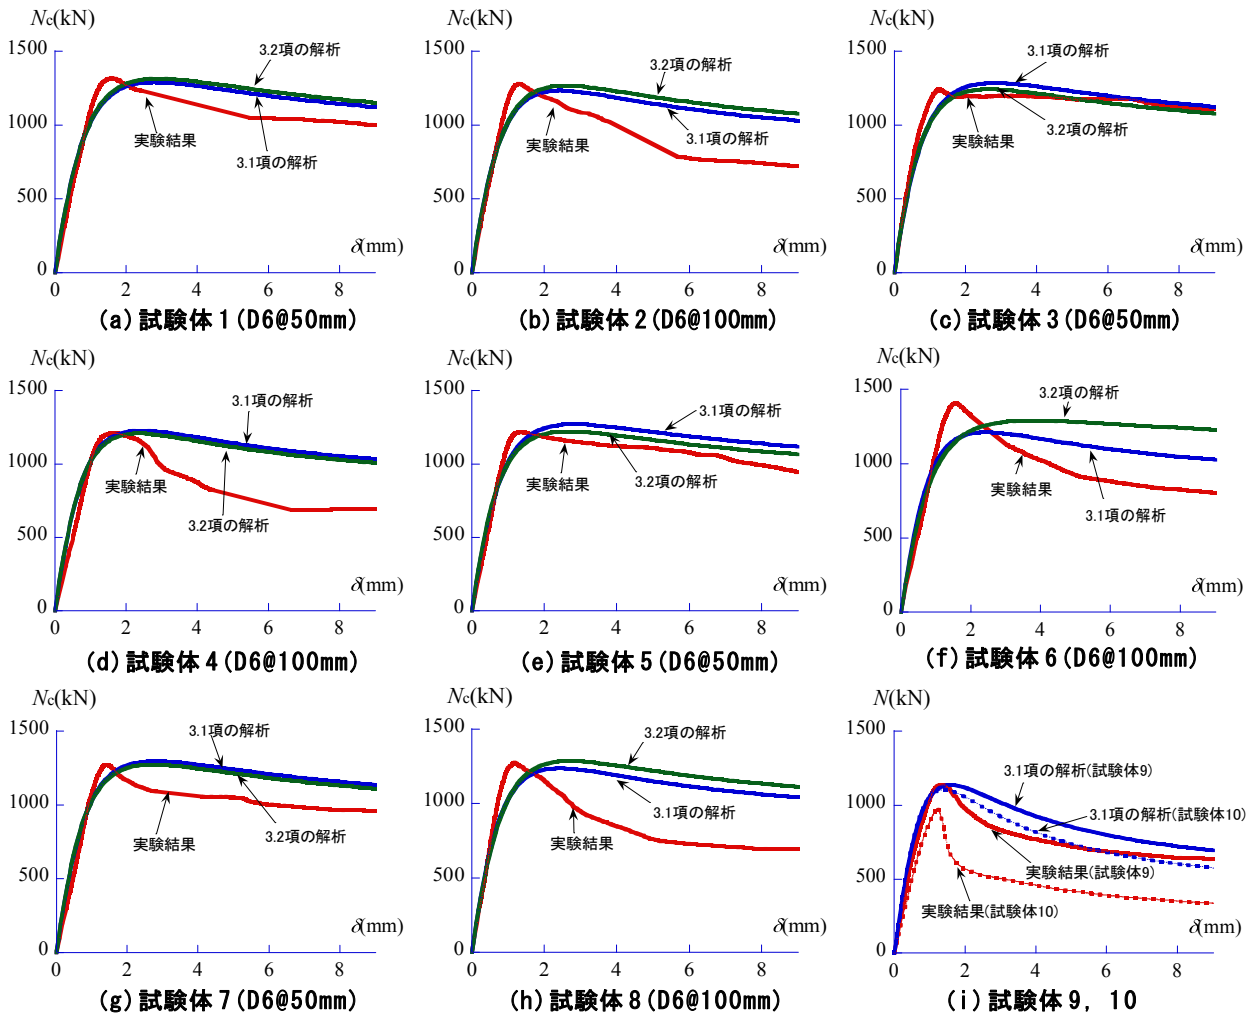 Nc(kN)
1500
1000
500
0
3.2項の解析
実験結果
3.1項の解析
δ(mm)
0 2 4 6 8
(a)試験体1(D6@50mm)
Nc(kN)
1500
1000
500
0
3.2項の解析
実験結果
3.1項の解析
δ(mm)
0 2 4 6 8
(b)試験体2(D6@100mm)
Nc(kN)
1500
1000
500
0
3.1項の解析
実験結果
3.2項の解析
δ(mm)
0 2 4 6 8
(c)試験体3(D6@50mm)
Nc(kN)
1500
1000
500
0
3.1項の解析
実験結果
3.2項の解析
δ(mm)
0 2 4 6 8
(d)試験体4(D6@100mm)
Nc(kN)
1500
1000
500
0
3.1項の解析
実験結果
3.2項の解析
δ(mm)
0 2 4 6 8
(e)試験体5(D6@50mm)
Nc(kN)
1500
1000
500
0
3.2項の解析
実験結果
3.1項の解析
δ(mm)
0 2 4 6 8
(f)試験体6(D6@100mm)
Nc(kN)
1500
1000
500
0
3.1項の解析
実験結果
3.2項の解析
δ(mm)
0 2 4 6 8
(g)試験体7(D6@50mm)
Nc(kN)
1500
1000
500
0
3.2項の解析
3.1項の解析
実験結果
δ(mm)
0 2 4 6 8
(h)試験体8(D6@100mm)
N(kN)
1500
1000
500
0
3.1項の解析(試験体9)
3.1項の解析(試験体10)
実験結果(試験体9)
実験結果(試験体10)
δ(mm)
0 2 4 6 8
(i)試験体9, 10